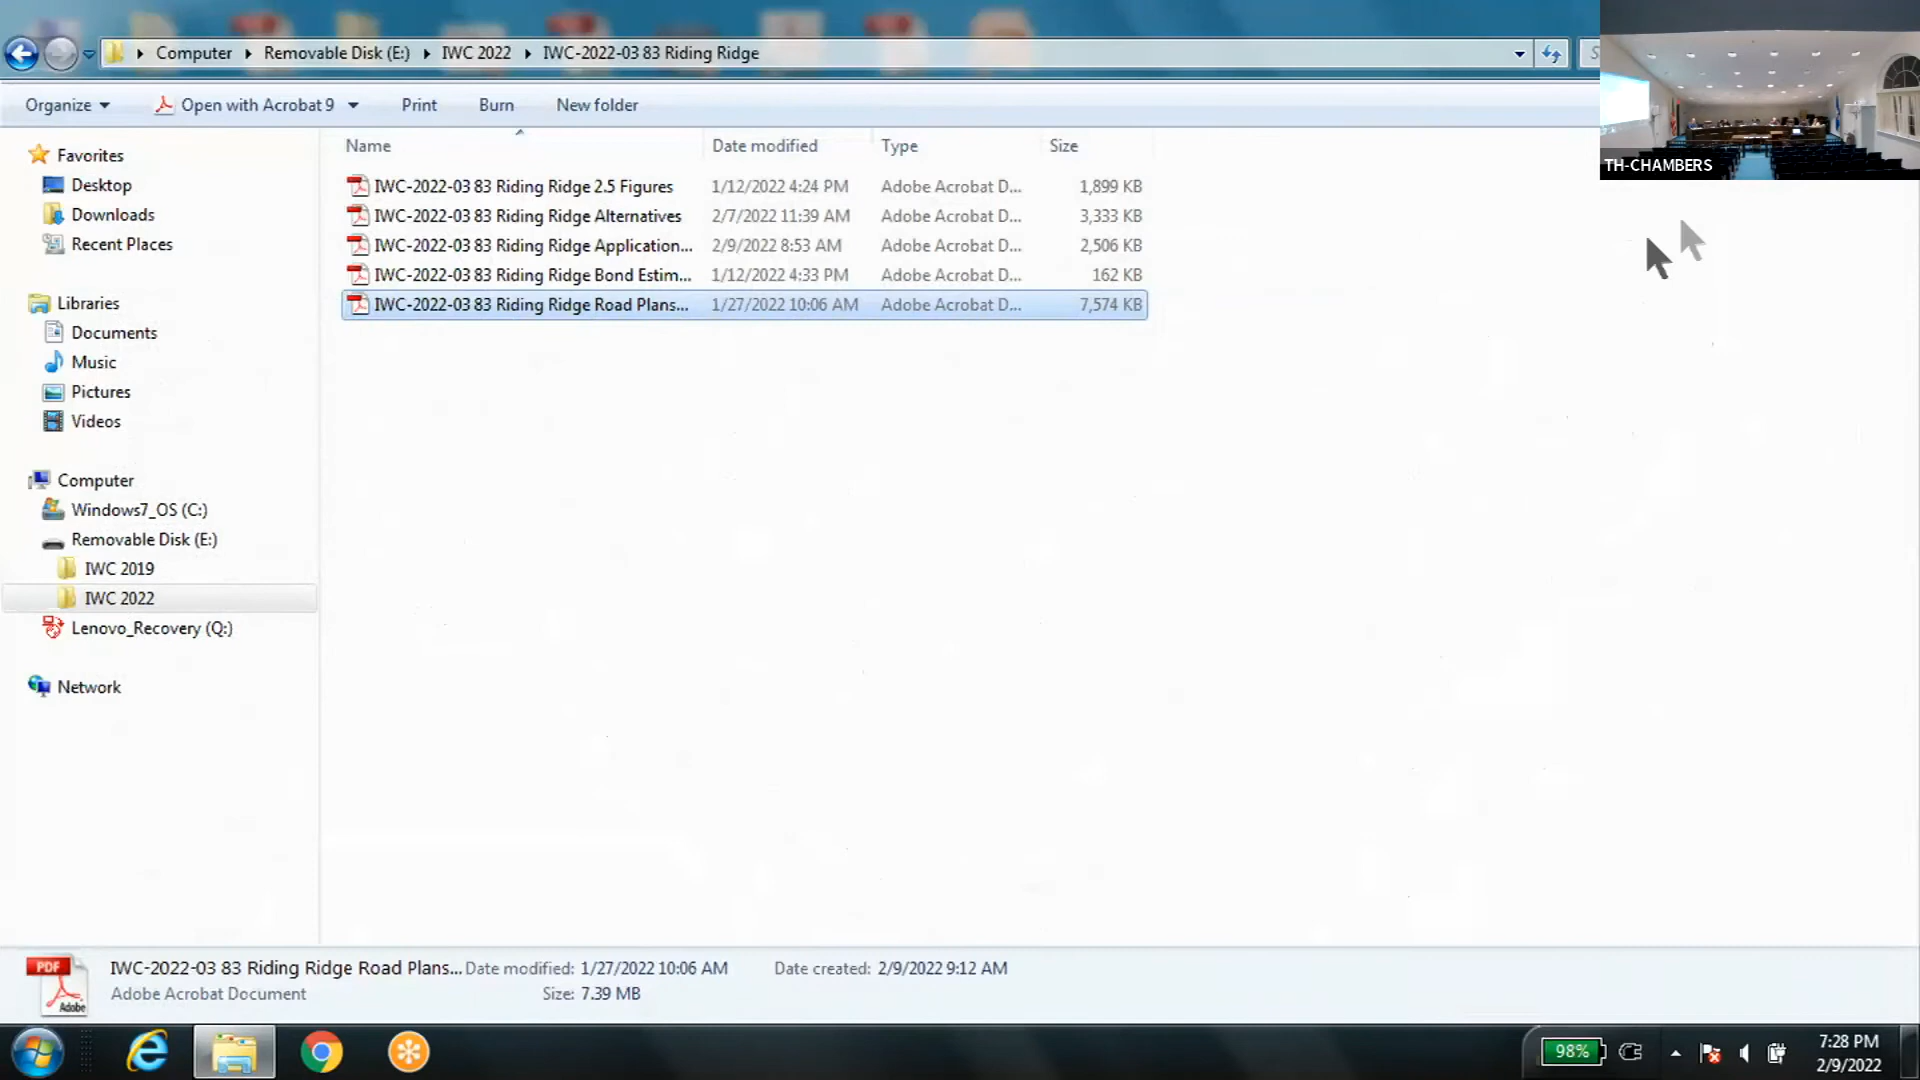 Computer Removable Disk (E:) IWC 2022 IWC-2022-03 83 Riding Ridge
Organize Open with Acrobat 9 Print Burn New folder
TH-CHAMBERS
Favorites
Desktop
Downloads
Recent Places
Libraries
Documents
Music
Pictures
Videos
Computer
Windows7_OS (C:)
Removable Disk (E:)
IWC 2019
IWC 2022
Lenovo_Recovery (Q:)
Network
Name Date modified Type Size
IWC-2022-03 83 Riding Ridge 2.5 Figures 1/12/2022 4:24 PM Adobe Acrobat D... 1,899 KB
IWC-2022-03 83 Riding Ridge Alternatives 2/7/2022 11:39 AM Adobe Acrobat D... 3,333 KB
IWC-2022-03 83 Riding Ridge Application... 2/9/2022 8:53 AM Adobe Acrobat D... 2,506 KB
IWC-2022-03 83 Riding Ridge Bond Estim... 1/12/2022 4:33 PM Adobe Acrobat D... 162 KB
IWC-2022-03 83 Riding Ridge Road Plans... 1/27/2022 10:06 AM Adobe Acrobat D... 7,574 KB
PDF
Adobe
IWC-2022-03 83 Riding Ridge Road Plans... Date modified: 1/27/2022 10:06 AM Date created: 2/9/2022 9:12 AM
Adobe Acrobat Document Size: 7.39 MB
98%
7:28 PM
2/9/2022